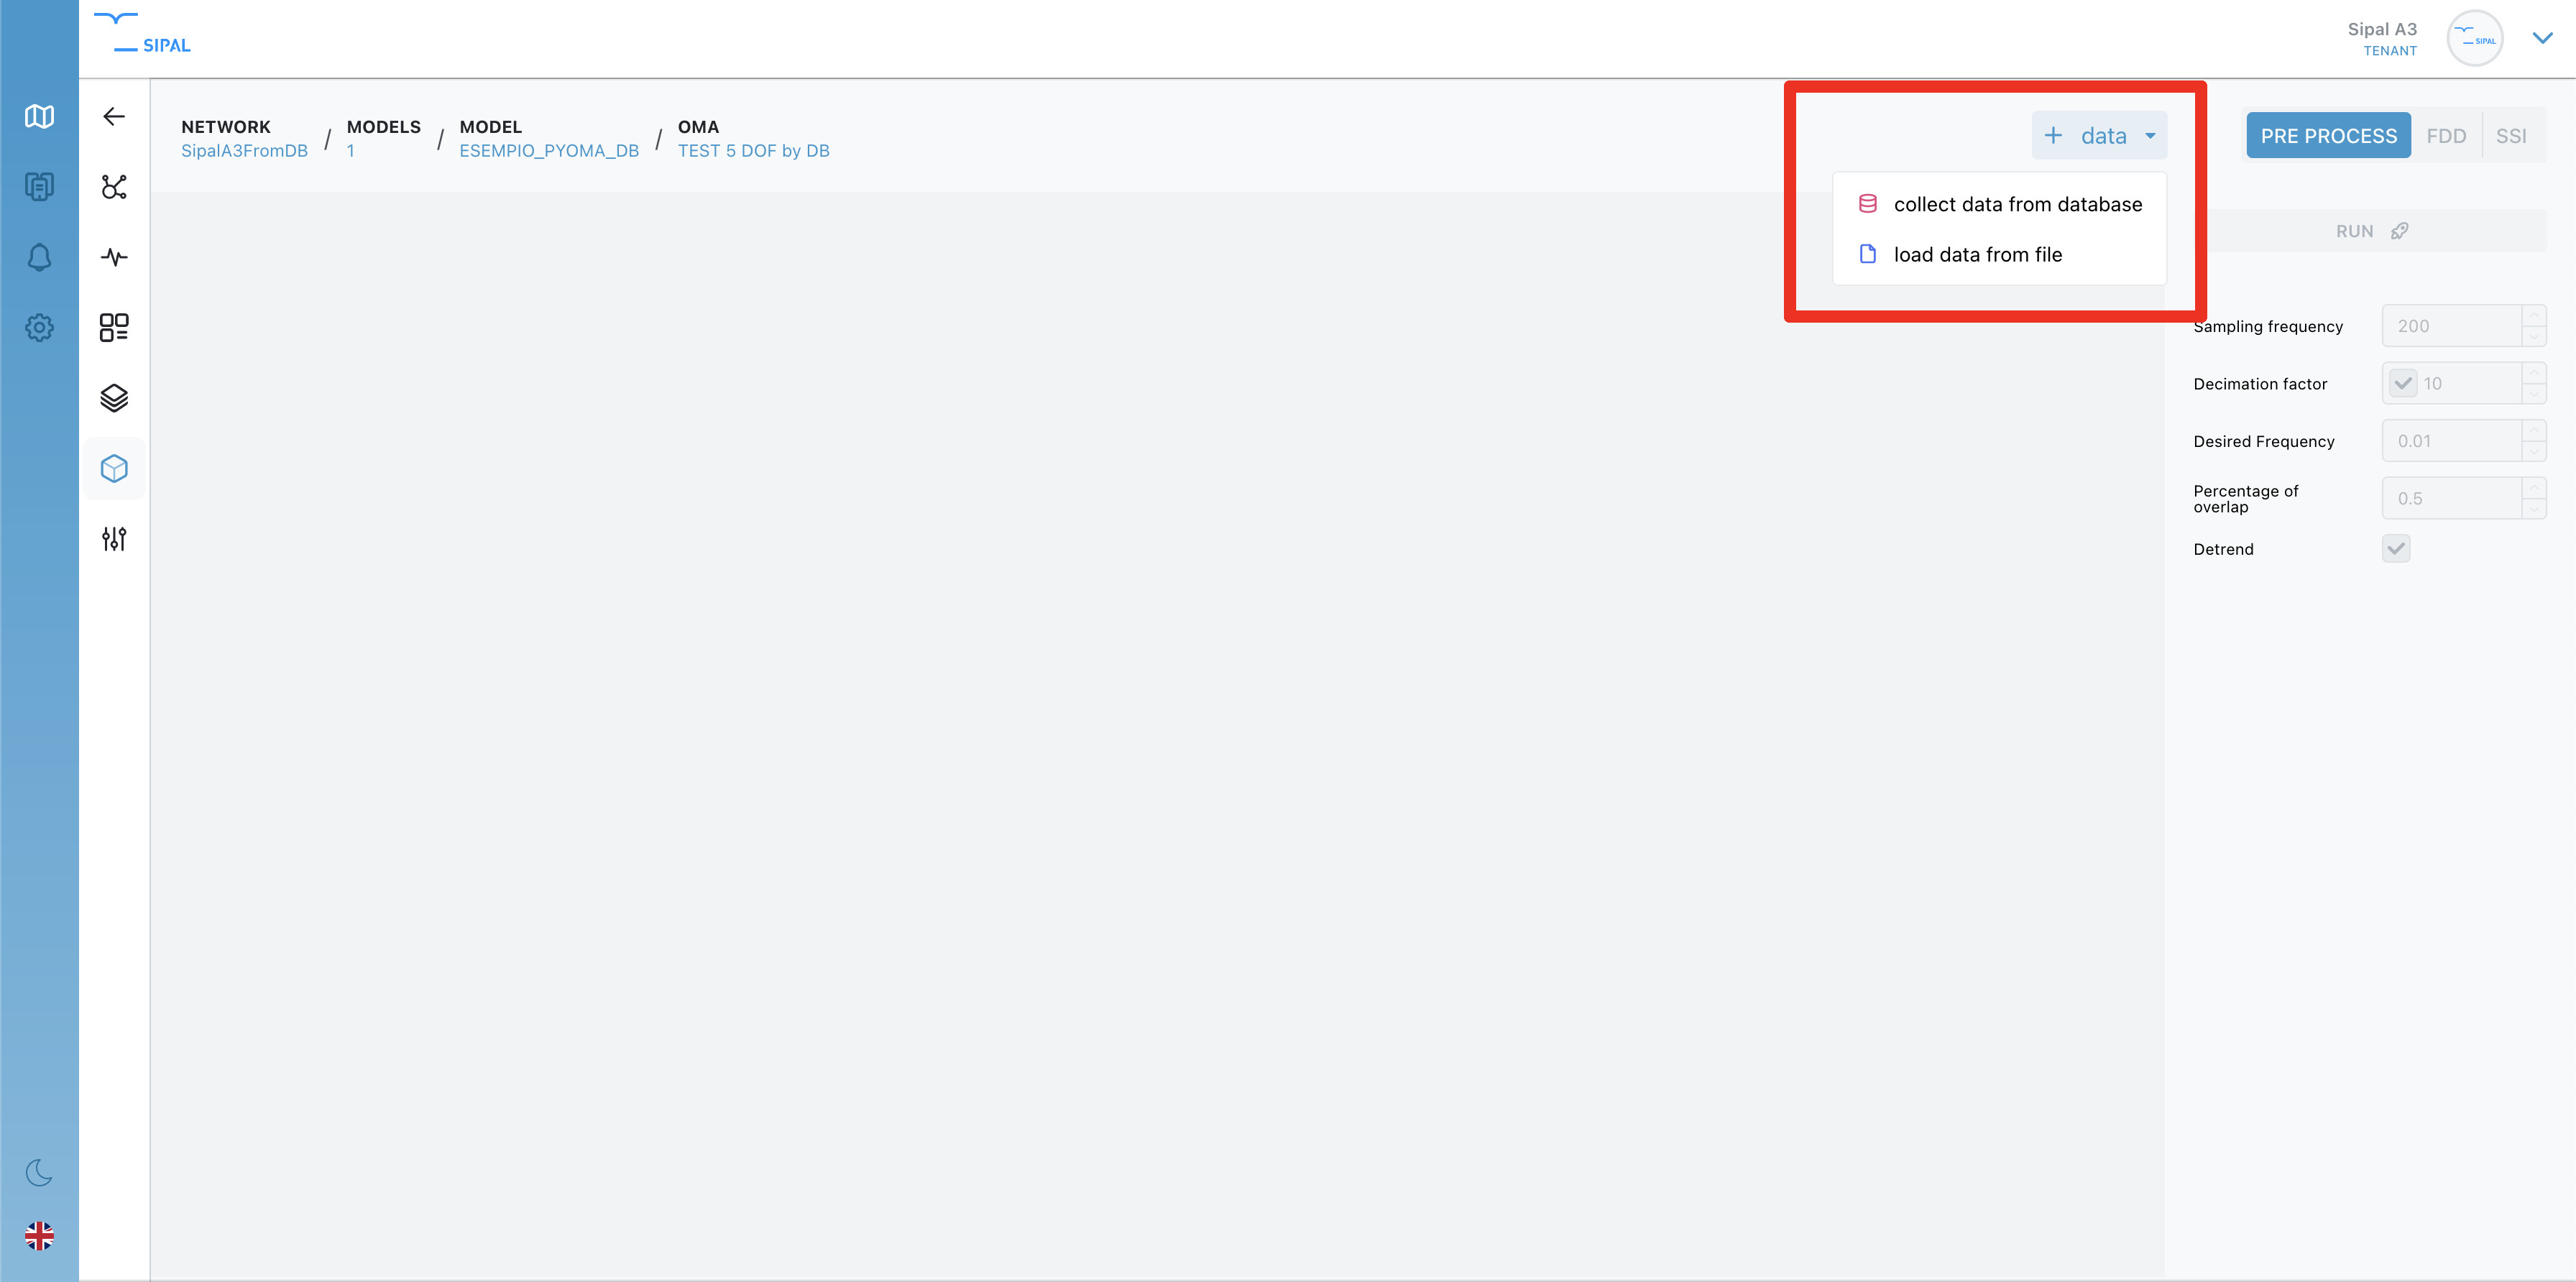 SIPAL
Sipal A3
TENANT
SIPAL
NETWORK / MODELS / MODEL / OMA
SipalA3FromDB 1 ESEMPIO_PYOMA_DB TEST 5 DOF by DB
+ data
PRE PROCESS FDD SSI
collect data from database
load data from file
RUN
Sampling frequency 200
Decimation factor 10
Desired Frequency 0.01
Percentage of
overlap 0.5
Detrend